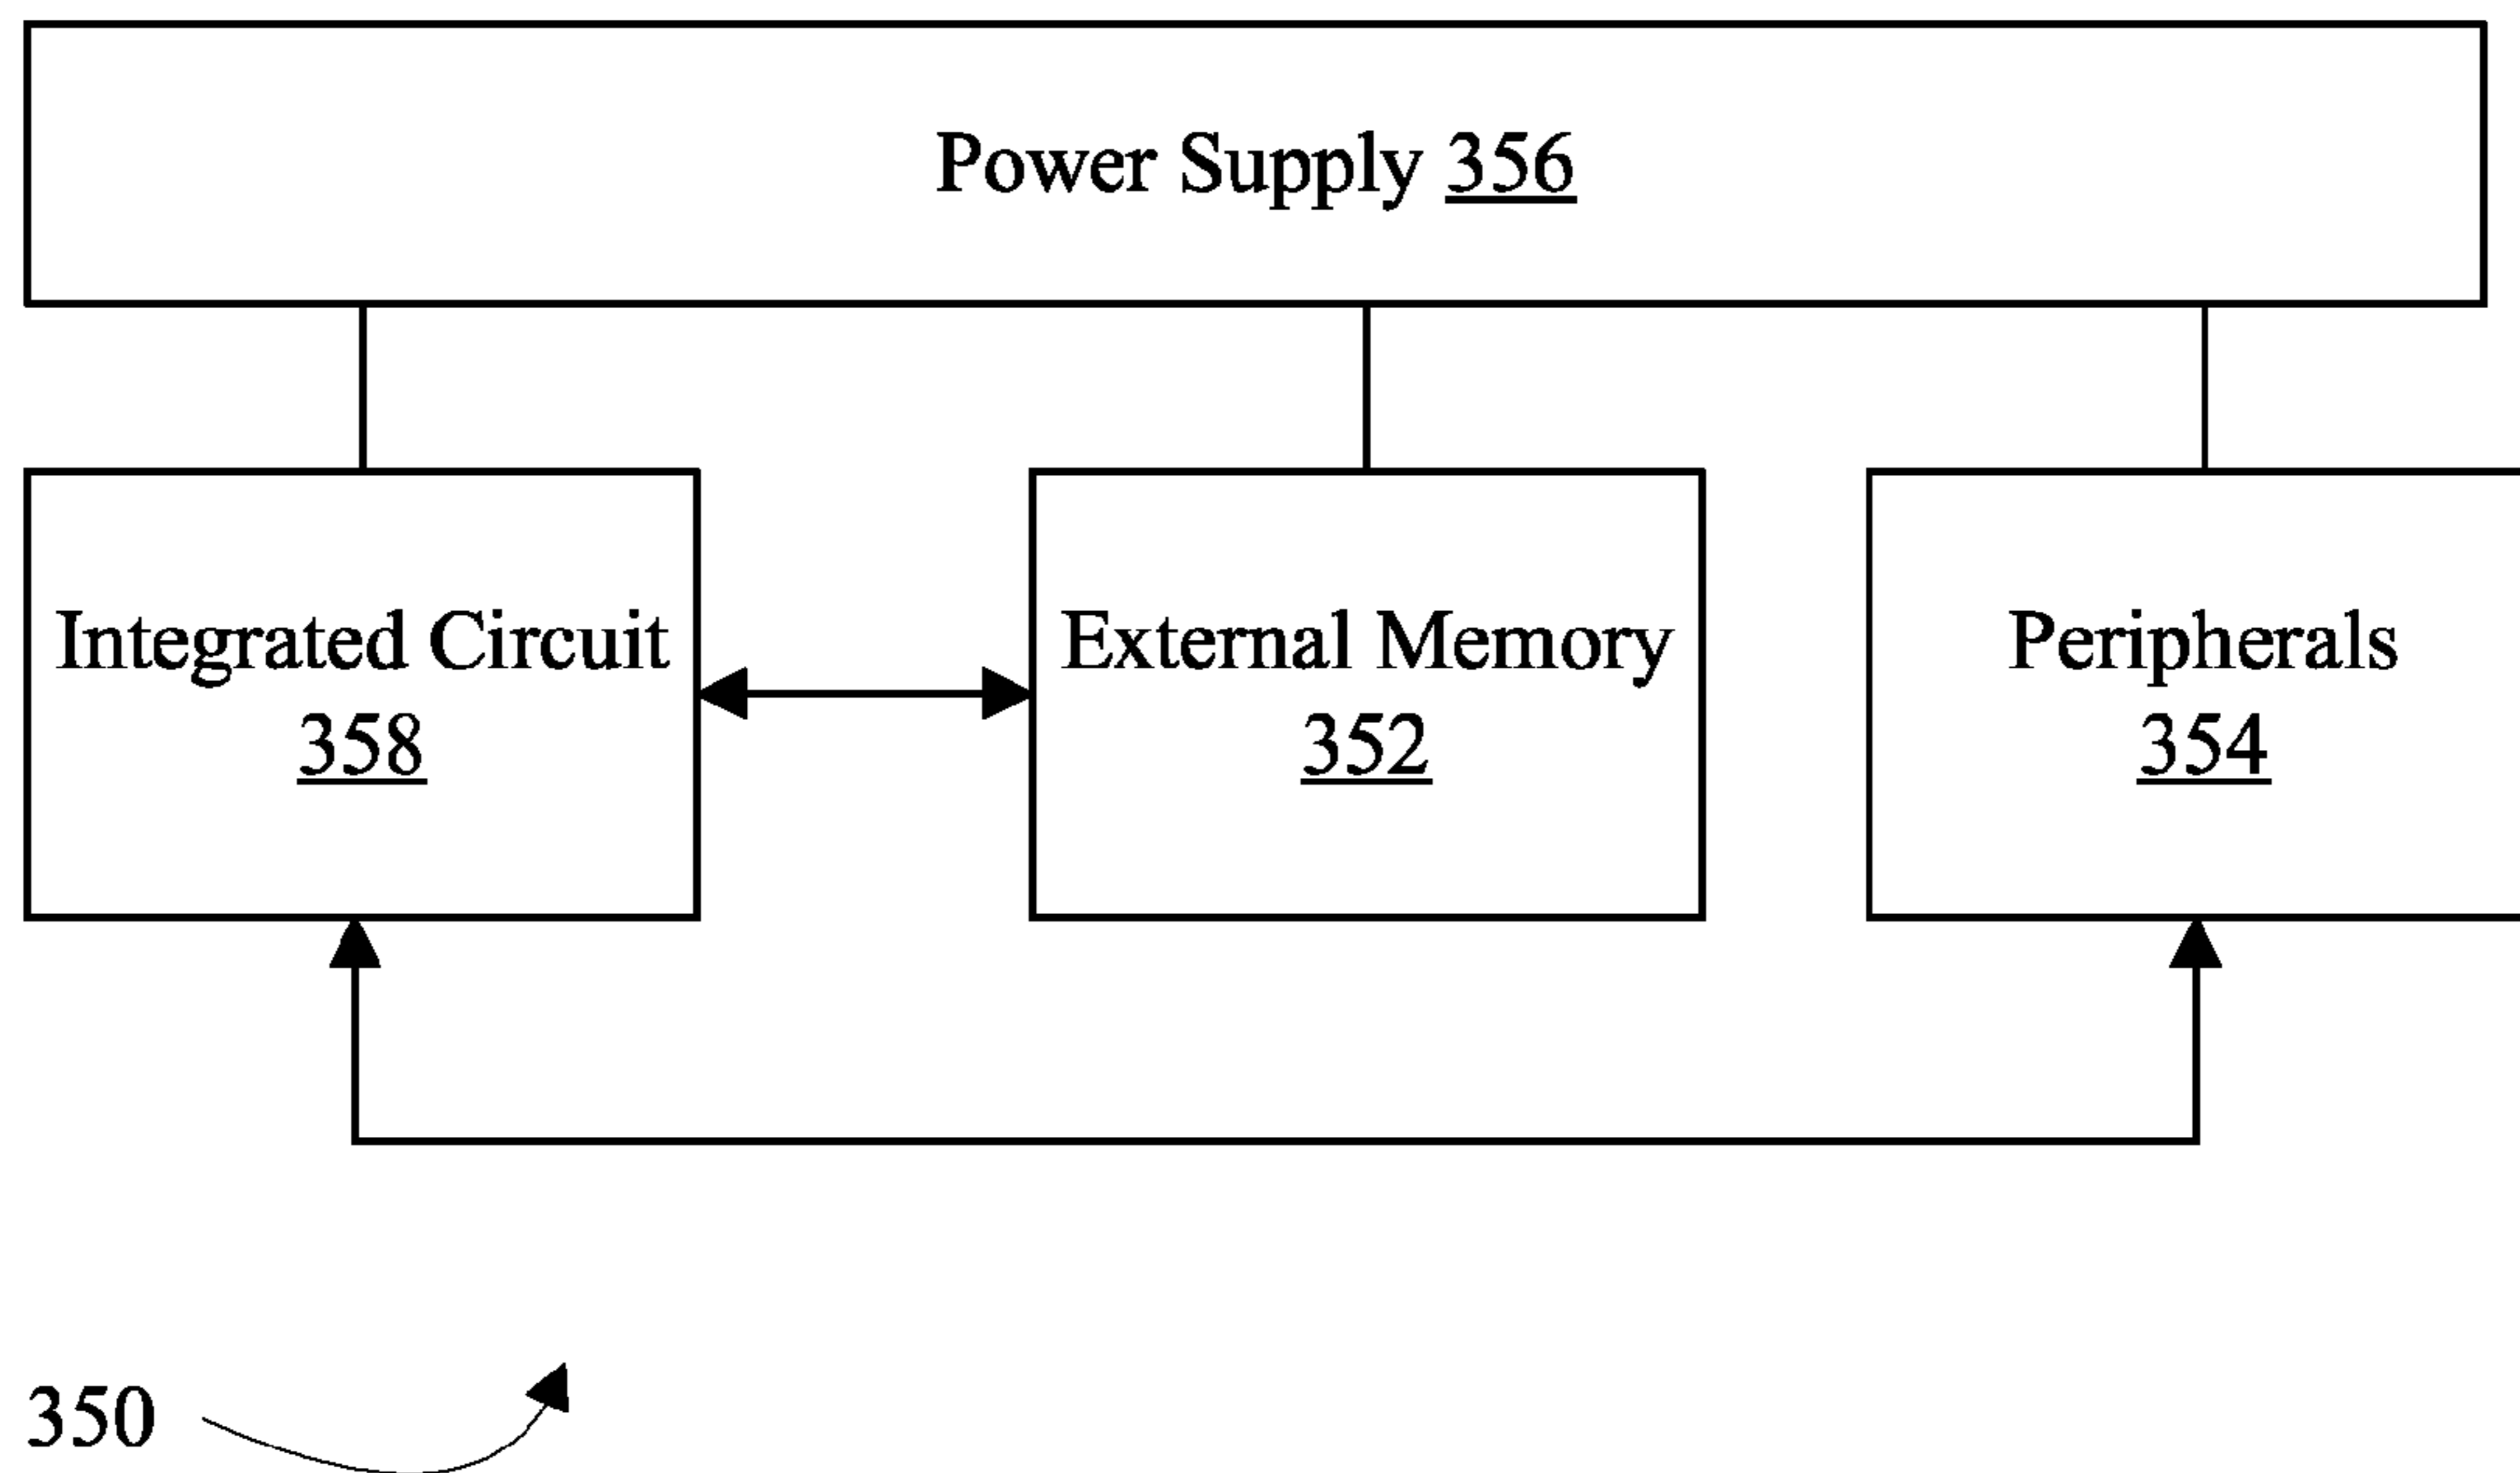 Power Supply 356
Integrated Circuit
358
External Memory
352
Peripherals
354
350